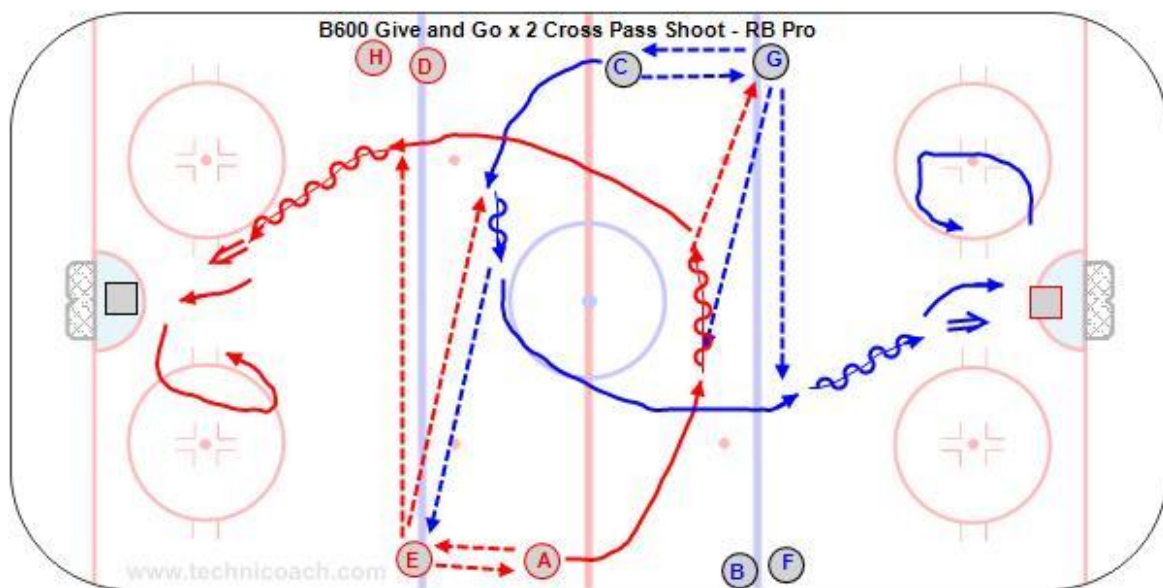 B600 Give and Go x 2 Cross Pass Shoot - RB Pro
H
D
C
G
E
A
B
F
www.technicoach.com